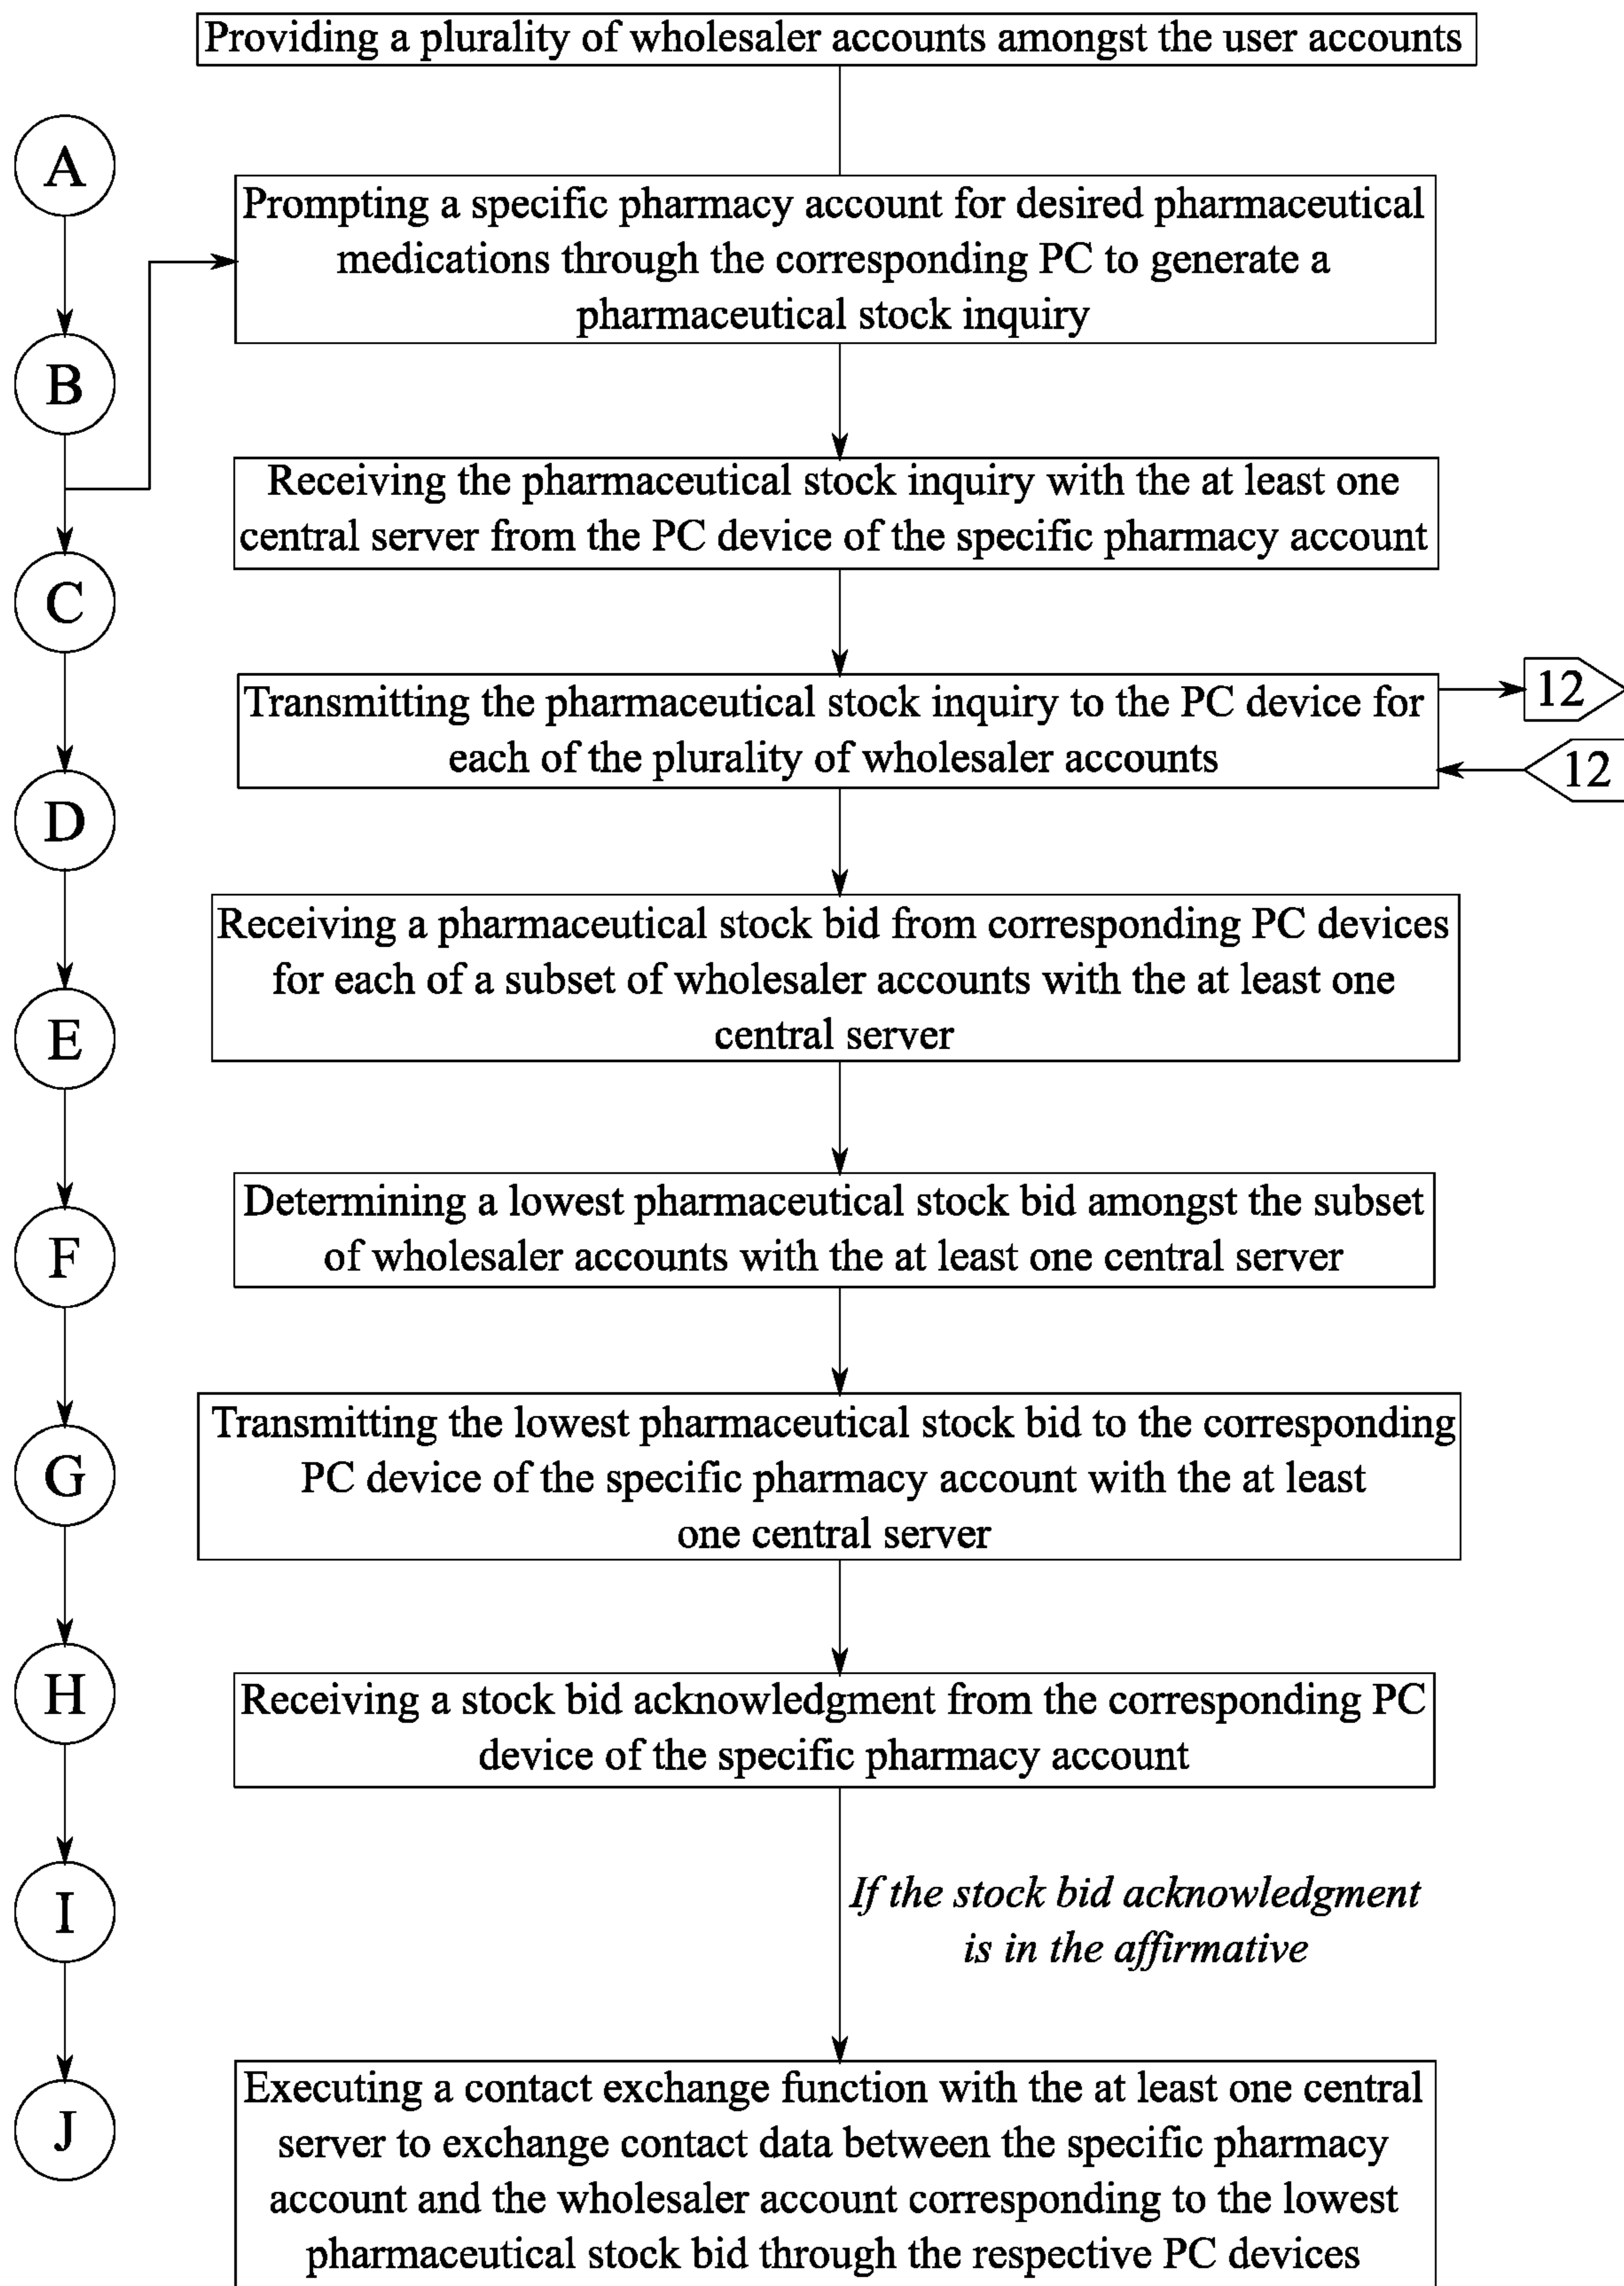 Providing a plurality of wholesaler accounts amongst the user accounts
A
Prompting a specific pharmacy account for desired pharmaceutical
medications through the corresponding PC to generate a
pharmaceutical stock inquiry
B
Receiving the pharmaceutical stock inquiry with the at least one
central server from the PC device of the specific pharmacy account
C
Transmitting the pharmaceutical stock inquiry to the PC device for
each of the plurality of wholesaler accounts
12
12
D
Receiving a pharmaceutical stock bid from corresponding PC devices
for each of a subset of wholesaler accounts with the at least one
central server
E
Determining a lowest pharmaceutical stock bid amongst the subset
of wholesaler accounts with the at least one central server
F
Transmitting the lowest pharmaceutical stock bid to the corresponding
PC device of the specific pharmacy account with the at least
one central server
G
Receiving a stock bid acknowledgment from the corresponding PC
device of the specific pharmacy account
H
If the stock bid acknowledgment
is in the affirmative
I
Executing a contact exchange function with the at least one central
server to exchange contact data between the specific pharmacy
account and the wholesaler account corresponding to the lowest
pharmaceutical stock bid through the respective PC devices
J